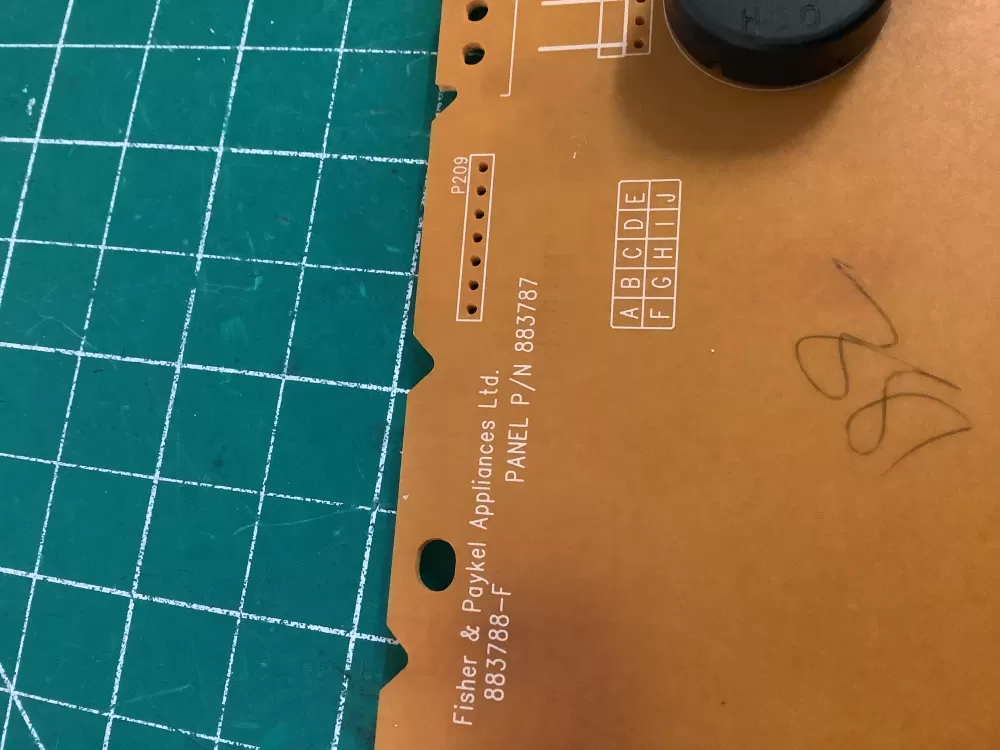 P209
A B C D E
F G H I J
Fisher & Paykel Appliances Ltd.
883788-F
PANEL P/N 883787